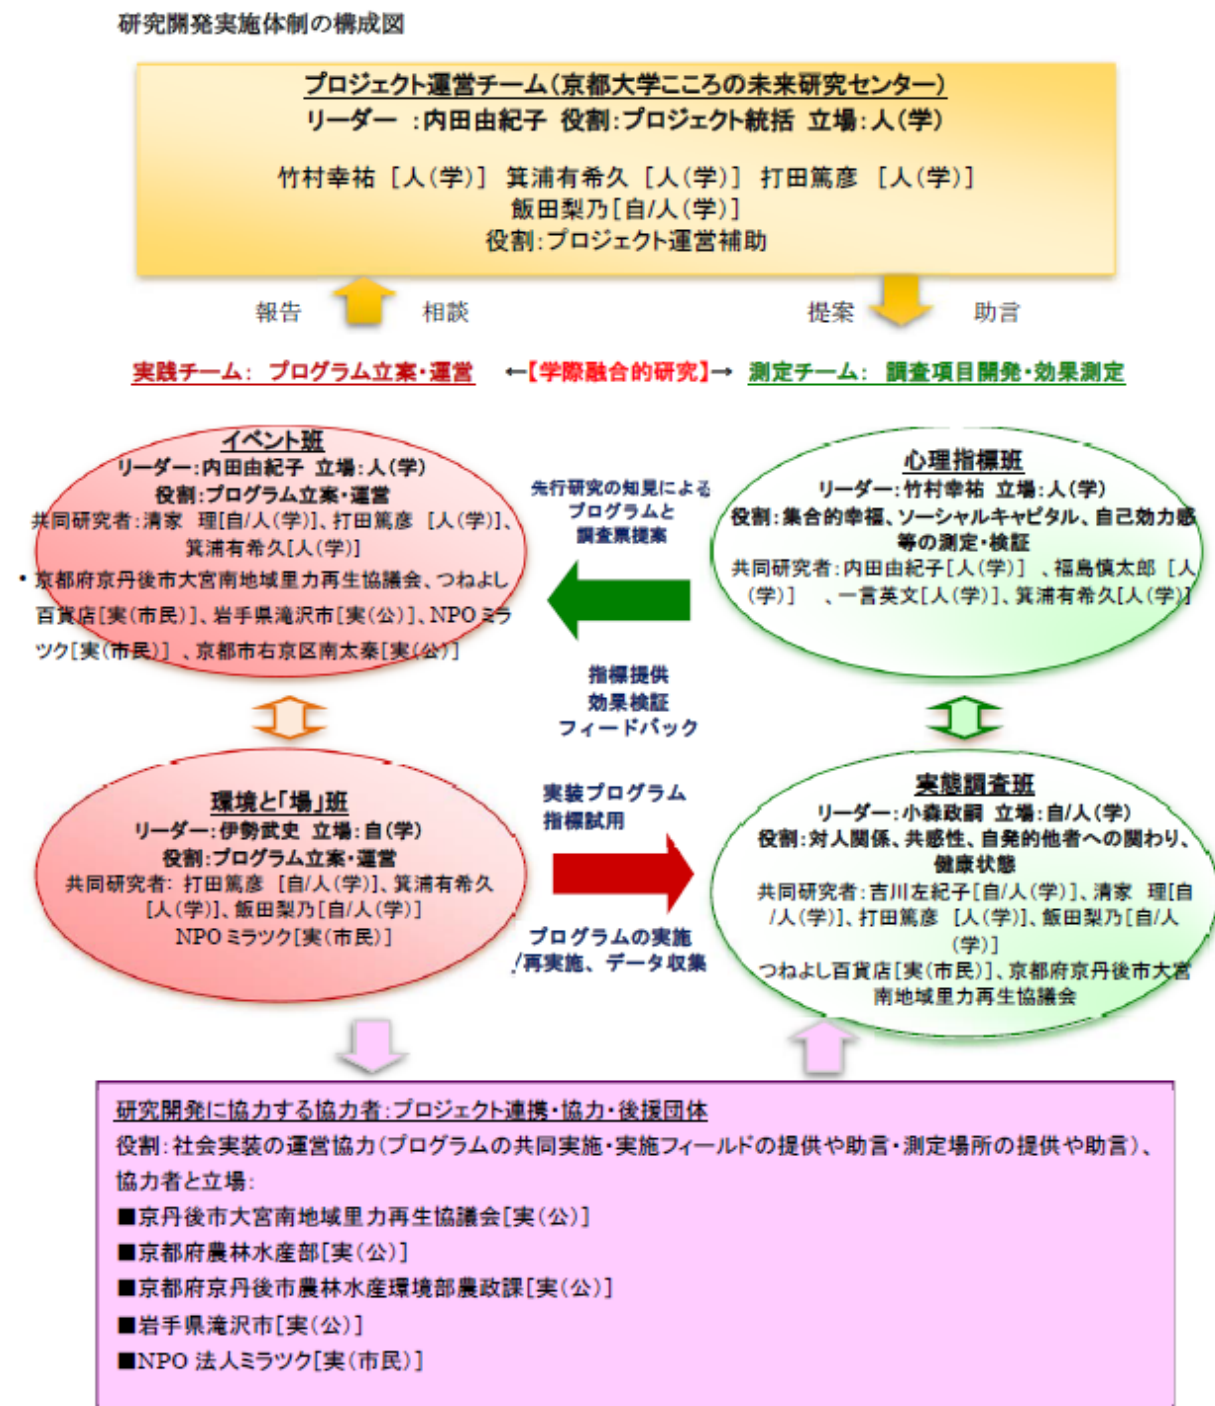 研究開発実施体制の構成図
プロジェクト運営チーム(京都大学こころの未来研究センター)
リーダー :内田由紀子 役割:プロジェクト統括 立場:人(学)
竹村幸祐 [人(学)] 箕浦有希久 [人(学)] 打田篤彦 [人(学)]
飯田梨乃[自/人(学)]
役割:プロジェクト運営補助
報告 相談
提案 助言
実践チーム: プログラム立案・運営 ←【学際融合的研究】→ 測定チーム: 調査項目開発・効果測定
イベント班
リーダー:内田由紀子 立場:人(学)
役割:プログラム立案・運営
共同研究者:清家 理[自/人(学)]、打田篤彦 [人(学)]、
箕浦有希久[人(学)]
・京都府京丹後市大宮南地域里力再生協議会、つねよし
百貨店[実(市民)]、岩手県滝沢市[実(公)]、NPOミラ
ツク[実(市民)] 、京都市右京区南太秦[実(公)]
先行研究の知見による
プログラムと
調査票提案
指標提供
効果検証
フィードバック
心理指標班
リーダー:竹村幸祐 立場:人(学)
役割:集合的幸福、ソーシャルキャピタル、自己効力感
等の測定・検証
共同研究者:内田由紀子[人(学)] 、福島慎太郎 [人
(学)] 、一言英文[人(学)]、箕浦有希久[人(学)]
環境と「場」班
リーダー:伊勢武史 立場:自(学)
役割:プログラム立案・運営
共同研究者: 打田篤彦 [自/人(学)]、箕浦有希久
[人(学)]、飯田梨乃[自/人(学)]
NPOミラツク[実(市民)]
実装プログラム
指標試用
プログラムの実施
/再実施、データ収集
実態調査班
リーダー:小森政嗣 立場:自/人(学)
役割:対人関係、共感性、自発的他者への関わり、
健康状態
共同研究者:吉川左紀子[自/人(学)]、清家 理[自
/人(学)]、打田篤彦 [人(学)]、飯田梨乃[自/人
(学)]
つねよし百貨店[実(市民)]、京都府京丹後市大宮
南地域里力再生協議会
研究開発に協力する協力者:プロジェクト連携・協力・後援団体
役割:社会実装の運営協力(プログラムの共同実施・実施フィールドの提供や助言・測定場所の提供や助言)、
協力者と立場:
■京丹後市大宮南地域里力再生協議会[実(公)]
■京都府農林水産部[実(公)]
■京都府京丹後市農林水産環境部農政課[実(公)]
■岩手県滝沢市[実(公)]
■NPO 法人ミラツク[実(市民)]